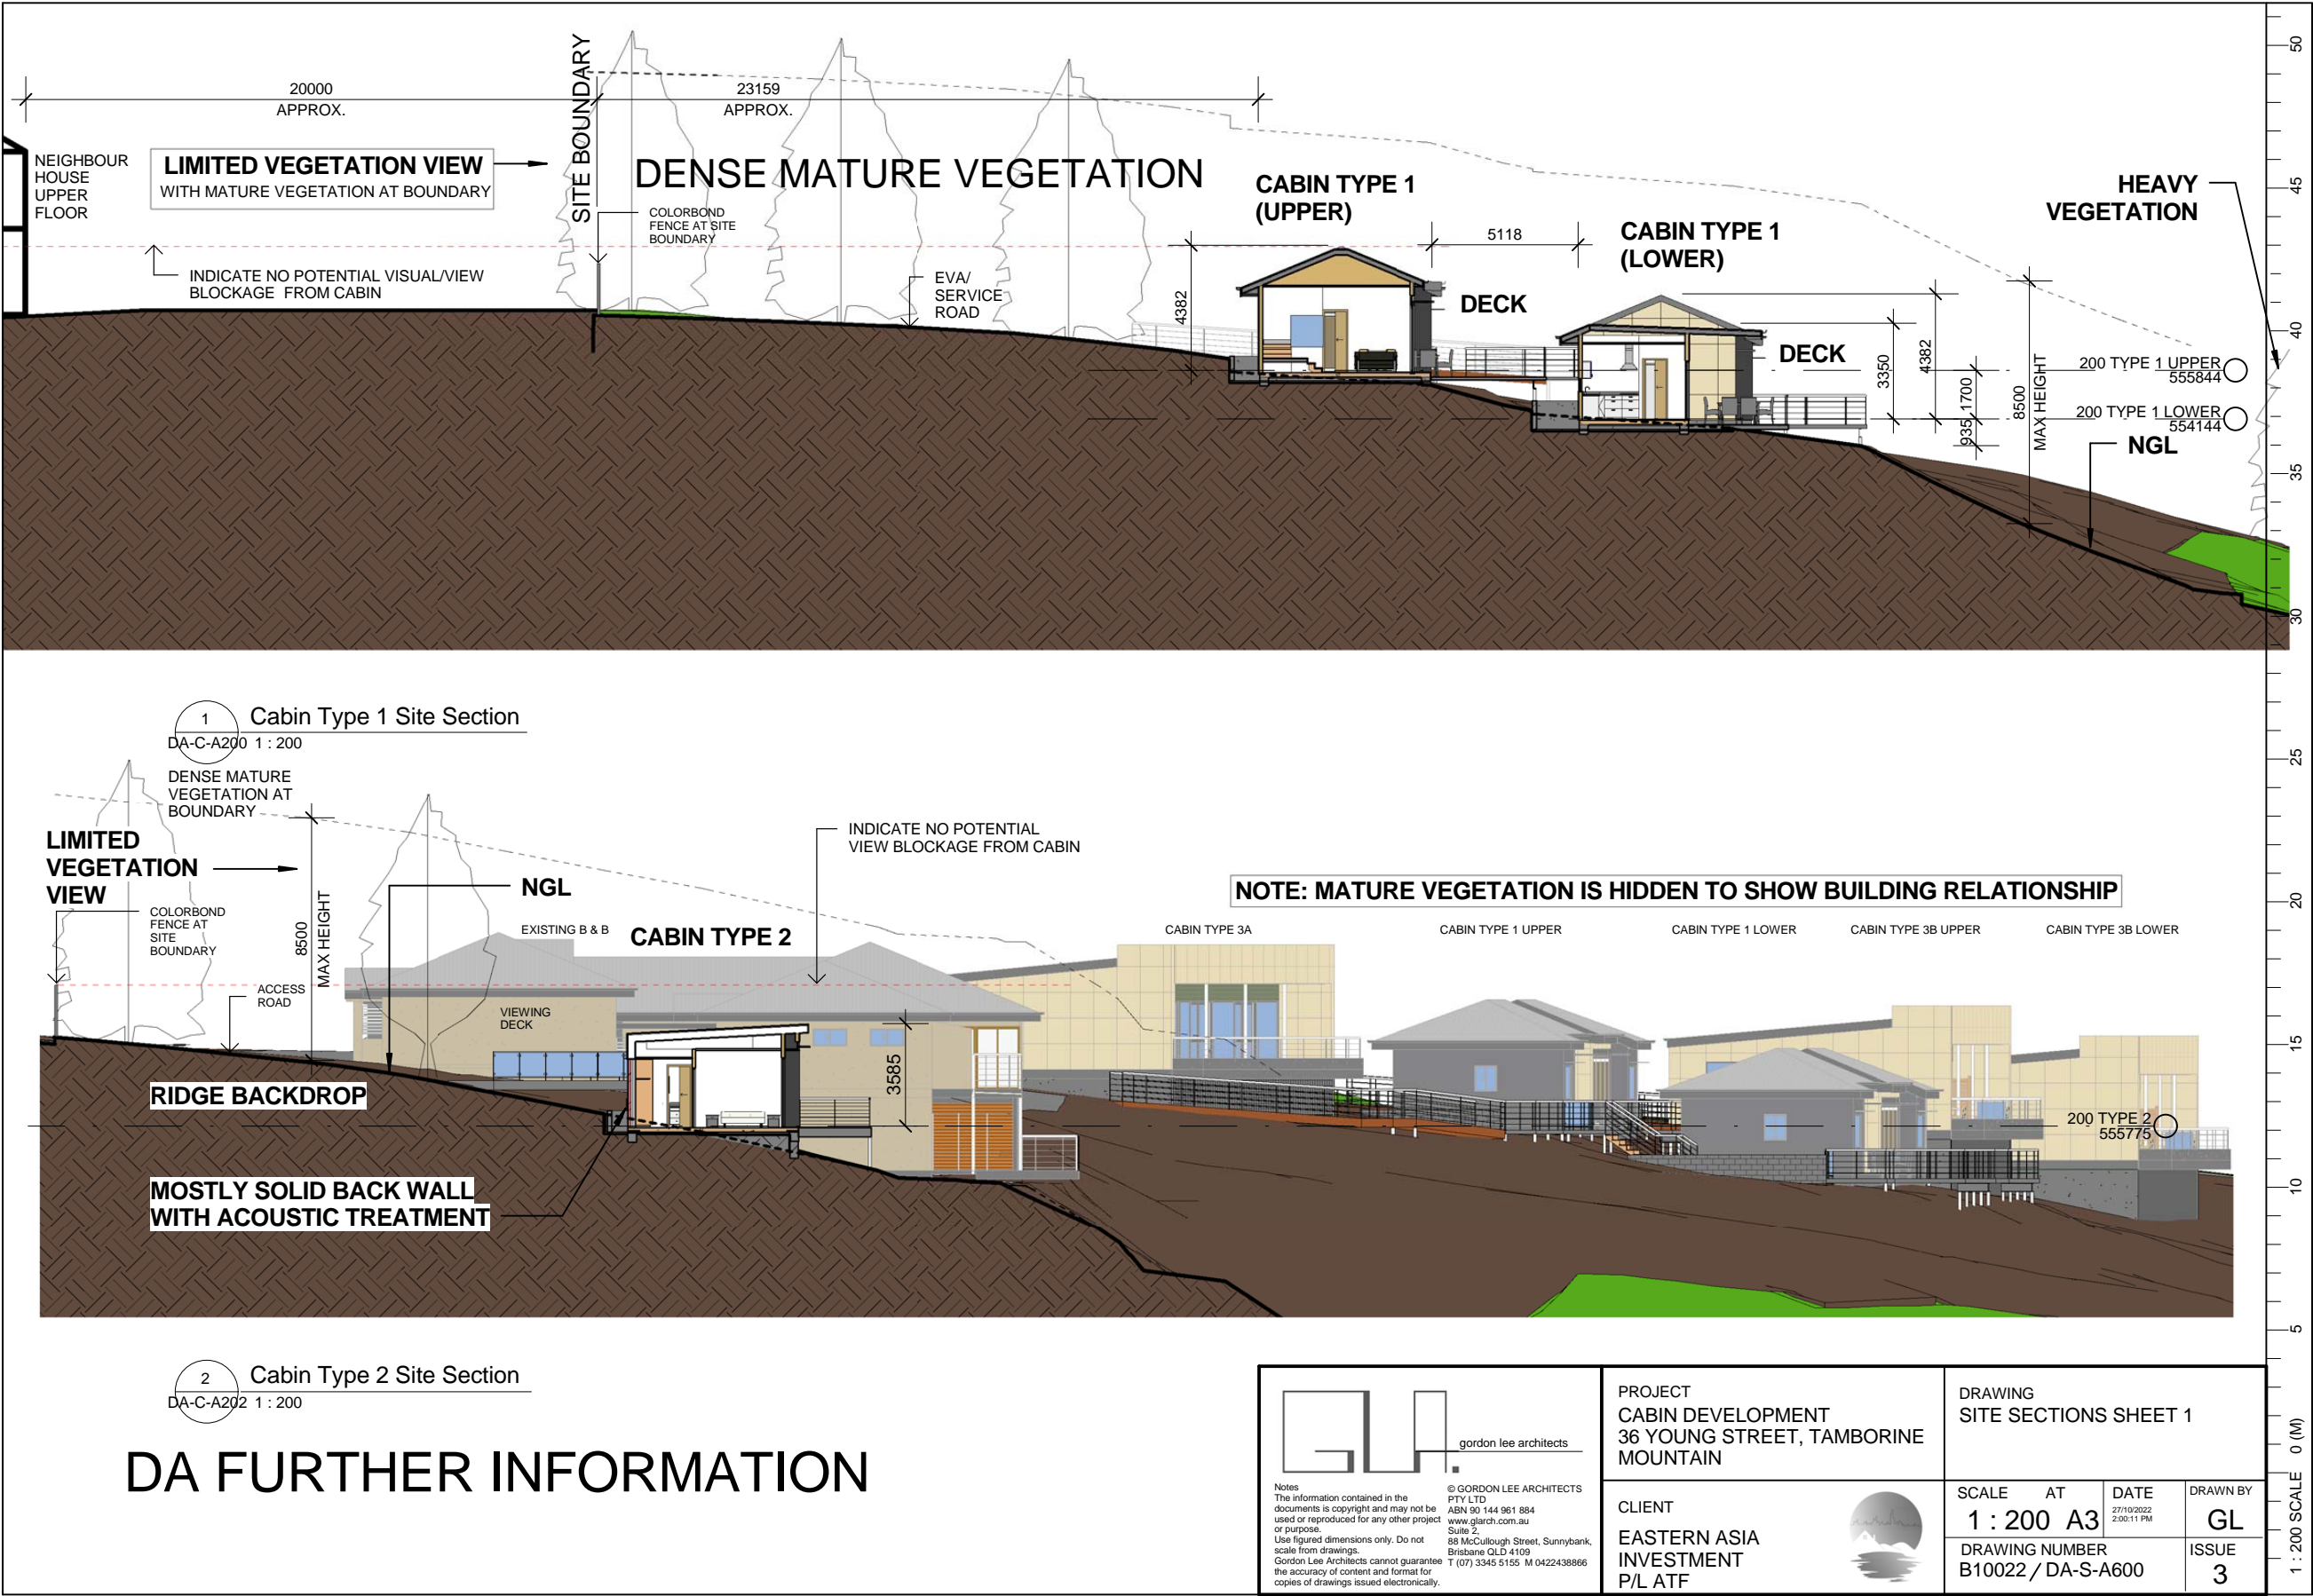 20000
APPROX.
SITE BOUNDARY
23159
APPROX.
NEIGHBOUR
HOUSE
UPPER
FLOOR
LIMITED VEGETATION VIEW
WITH MATURE VEGETATION AT BOUNDARY
DENSE MATURE VEGETATION
COLORBOND
FENCE AT SITE
BOUNDARY
INDICATE NO POTENTIAL VISUAL/VIEW
BLOCKAGE FROM CABIN
EVA/
SERVICE
ROAD
CABIN TYPE 1
(UPPER)
4382
DECK
5118
CABIN TYPE 1
(LOWER)
DECK
3350
4382
1700
935
8500
MAX HEIGHT
HEAVY
VEGETATION
200 TYPE 1 UPPER
555844
200 TYPE 1 LOWER
554144
NGL
50
45
40
35
30
25
20
15
10
5
0 (M)
1 : 200 SCALE
1
Cabin Type 1 Site Section
DA-C-A200 1 : 200
DENSE MATURE
VEGETATION AT
BOUNDARY
LIMITED
VEGETATION
VIEW
COLORBOND
FENCE AT
SITE
BOUNDARY
8500
MAX HEIGHT
ACCESS
ROAD
NGL
EXISTING B & B
CABIN TYPE 2
VIEWING
DECK
INDICATE NO POTENTIAL
VIEW BLOCKAGE FROM CABIN
3585
NOTE: MATURE VEGETATION IS HIDDEN TO SHOW BUILDING RELATIONSHIP
CABIN TYPE 3A
CABIN TYPE 1 UPPER
CABIN TYPE 1 LOWER
CABIN TYPE 3B UPPER
CABIN TYPE 3B LOWER
200 TYPE 2
555775
RIDGE BACKDROP
MOSTLY SOLID BACK WALL
WITH ACOUSTIC TREATMENT
2
Cabin Type 2 Site Section
DA-C-A202 1 : 200
DA FURTHER INFORMATION
gordon lee architects
Notes
The information contained in the
documents is copyright and may not be
used or reproduced for any other project
or purpose.
Use figured dimensions only. Do not
scale from drawings.
Gordon Lee Architects cannot guarantee
the accuracy of content and format for
copies of drawings issued electronically.
© GORDON LEE ARCHITECTS
PTY LTD
ABN 90 144 961 884
www.glarch.com.au
Suite 2,
88 McCullough Street, Sunnybank,
Brisbane QLD 4109
T (07) 3345 5155 M 0422438866
PROJECT
CABIN DEVELOPMENT
36 YOUNG STREET, TAMBORINE
MOUNTAIN
CLIENT
EASTERN ASIA
INVESTMENT
P/L ATF
DRAWING
SITE SECTIONS SHEET 1
SCALE AT
1 : 200 A3
DATE
27/10/2022
2:00:11 PM
DRAWN BY
GL
DRAWING NUMBER
B10022 / DA-S-A600
ISSUE
3